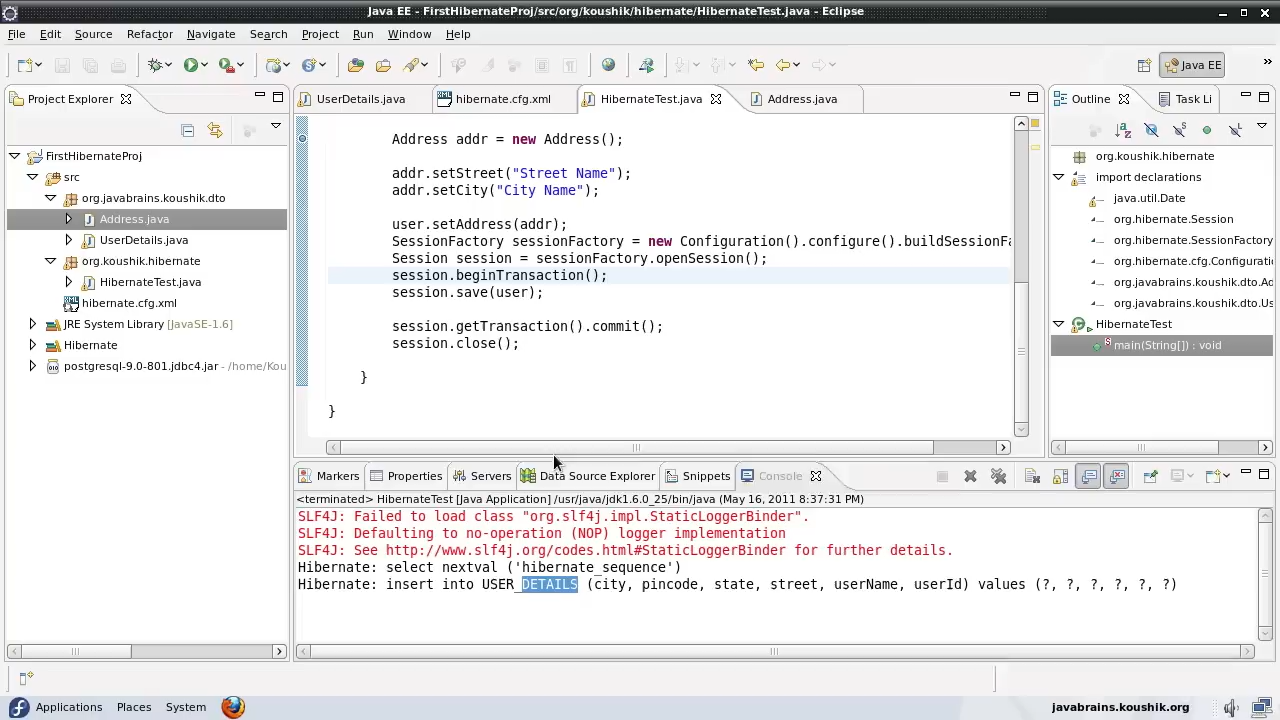 Java EE - FirstHibernateProj/src/org/koushik/hibernate/HibernateTest.java - Eclipse
File Edit Source Refactor Navigate Search Project Run Window Help
Java EE
Project Explorer
FirstHibernateProj
src
org.javabrains.koushik.dto
Address.java
UserDetails.java
org.koushik.hibernate
HibernateTest.java
hibernate.cfg.xml
JRE System Library [JavaSE-1.6]
Hibernate
postgresql-9.0-801.jdbc4.jar - /home/Kou
UserDetails.java hibernate.cfg.xml HibernateTest.java Address.java
Address addr = new Address();
addr.setStreet("Street Name");
addr.setCity("City Name");
user.setAddress(addr);
SessionFactory sessionFactory = new Configuration().configure().buildSessionFa
Session session = sessionFactory.openSession();
session.beginTransaction();
session.save(user);
session.getTransaction().commit();
session.close();
}
}
Outline Task Li
org.koushik.hibernate
import declarations
java.util.Date
org.hibernate.Session
org.hibernate.SessionFactory
org.hibernate.cfg.Configurati
org.javabrains.koushik.dto.Ad
org.javabrains.koushik.dto.Us
HibernateTest
main(String[]) : void
Markers Properties Servers Data Source Explorer Snippets Console
<terminated> HibernateTest [Java Application] /usr/java/jdk1.6.0_25/bin/java (May 16, 2011 8:37:31 PM)
SLF4J: Failed to load class "org.slf4j.impl.StaticLoggerBinder".
SLF4J: Defaulting to no-operation (NOP) logger implementation
SLF4J: See http://www.slf4j.org/codes.html#StaticLoggerBinder for further details.
Hibernate: select nextval ('hibernate_sequence')
Hibernate: insert into USER_DETAILS (city, pincode, state, street, userName, userId) values (?, ?, ?, ?, ?, ?)
Applications Places System
javabrains.koushik.org